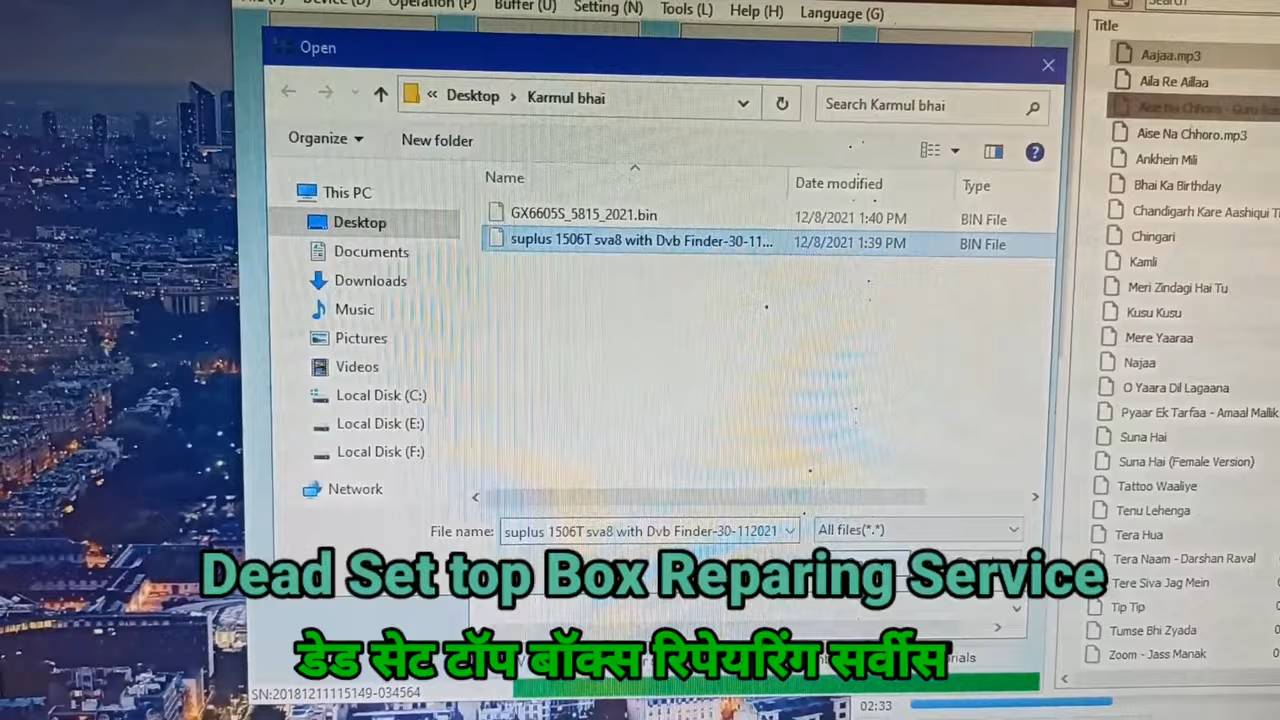 Operation (P) Buffer (U) Setting (N) Tools (L) Help (H) Language (G)
Open
« Desktop > Karmul bhai
Search Karmul bhai
Organize
New folder
Name
Date modified
Type
GX6605S_5815_2021.bin 12/8/2021 1:40 PM BIN File
suplus 1506T sva8 with Dvb Finder-30-11... 12/8/2021 1:39 PM BIN File
This PC
Desktop
Documents
Downloads
Music
Pictures
Videos
Local Disk (C:)
Local Disk (E:)
Local Disk (F:)
Network
File name: suplus 1506T sva8 with Dvb Finder-30-112021
All files(*.*)
Dead Set top Box Reparing Service
डेड सेट टॉप बॉक्स रिपेयरिंग सर्वीस
SN:20181211115149-034564
02:33
Title
Aajaa.mp3
Aila Re Aillaa
Aise Na Chhoro.mp3
Ankhein Mili
Bhai Ka Birthday
Chandigarh Kare Aashiqui
Chingari
Kamli
Meri Zindagi Hai Tu
Kusu Kusu
Mere Yaaraa
Najaa
O Yaara Dil Lagaana
Pyaar Ek Tarfaa - Amaal Mallik
Suna Hai
Suna Hai (Female Version)
Tattoo Waaliye
Tenu Lehenga
Tera Hua
Tera Naam - Darshan Raval
Tere Siva Jag Mein
Tip Tip
Tumse Bhi Zyada
Zoom - Jass Manak